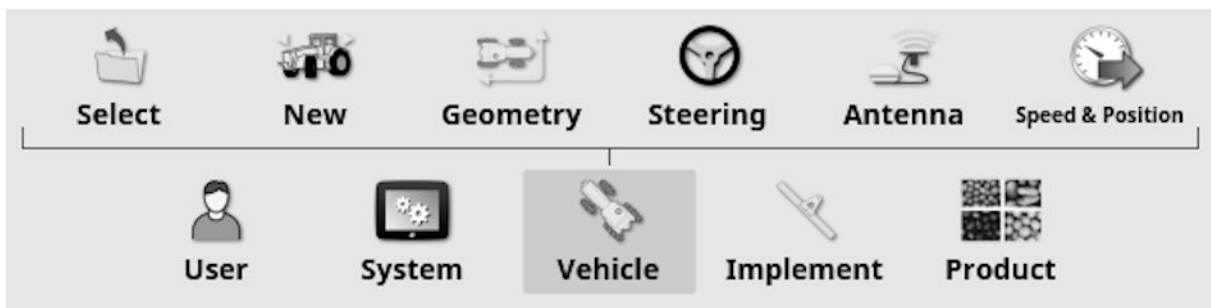 Select New Geometry Steering Antenna Speed & Position
User System Vehicle Implement Product